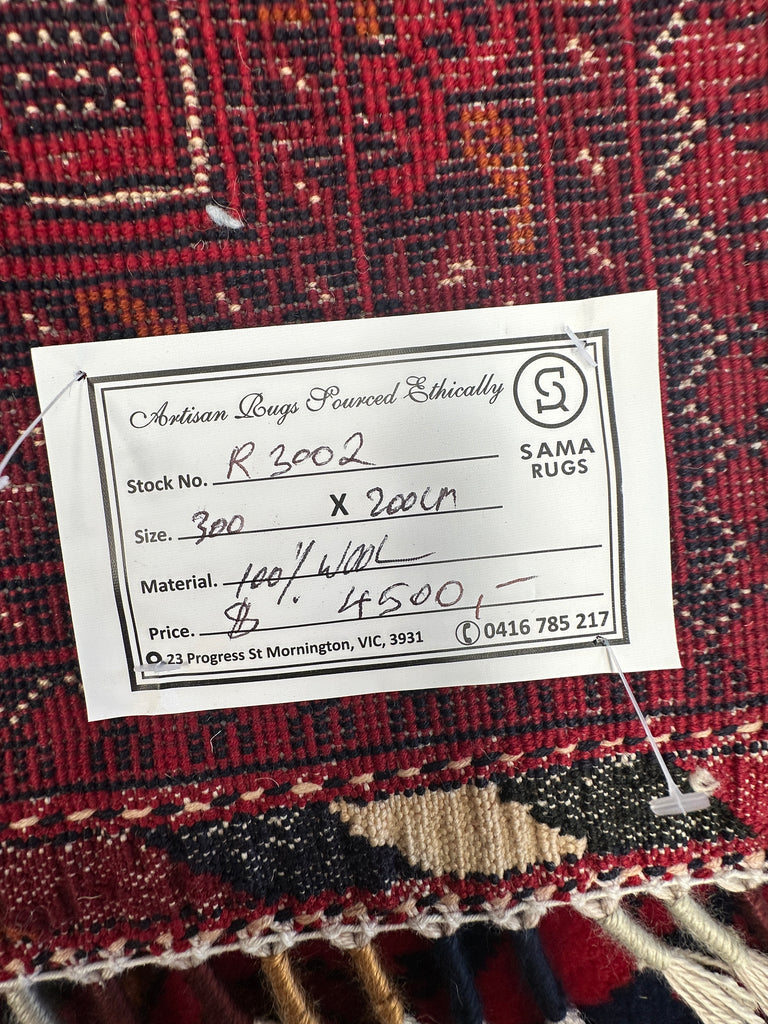 Artisan Rugs Sourced Ethically
SR
SAMA
RUGS
Stock No. R 3002
Size. 300 X 200cm
Material. 100% WOOL
Price. $ 4500,-
23 Progress St Mornington, VIC, 3931
0416 785 217